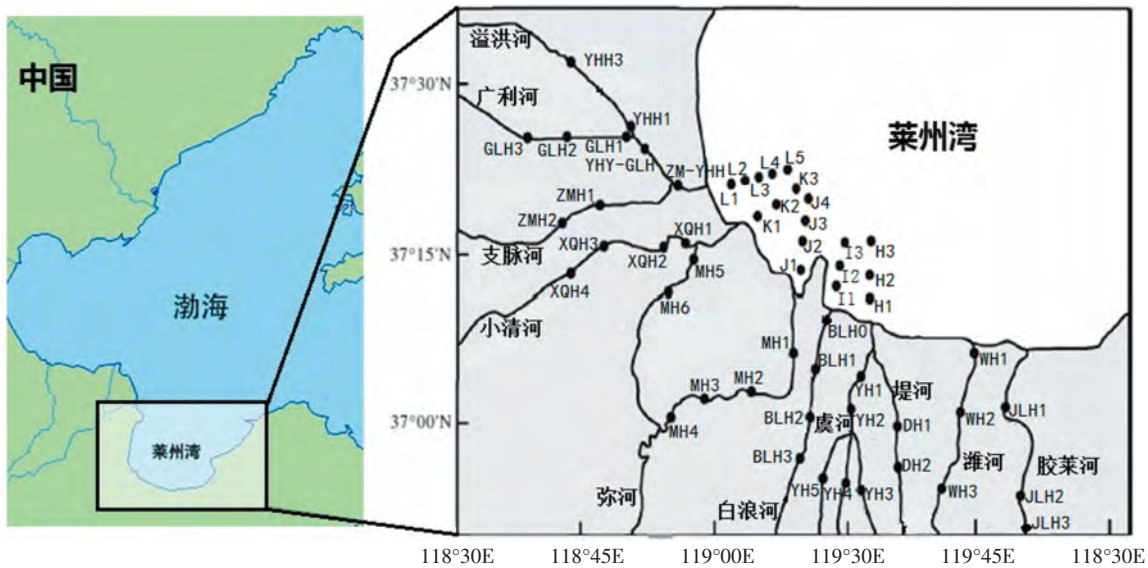 中国
渤海
莱州湾
溢洪河
YHH3
37°30'N
广利河
YHH1
GLH3
GLH2
GLH1
YHY-GLH
ZM-YHH
莱州湾
L1
L2
L3
L4
L5
K3
K2
K1
J4
J3
J2
J1
I3
I2
I1
H3
H2
H1
ZMH1
ZMH2
支脉河
37°15'N
XQH1
XQH2
XQH3
XQH4
小清河
MH5
MH6
MH1
MH2
MH3
MH4
37°00'N
弥河
BLH0
BLH1
BLH2
BLH3
白浪河
虞河
YH1
YH2
YH5
YH4
YH3
堤河
DH1
DH2
WH1
WH2
WH3
潍河
JLH1
胶莱河
JLH2
JLH3
118°30E
118°45E
119°00E
119°30E
119°45E
118°30E